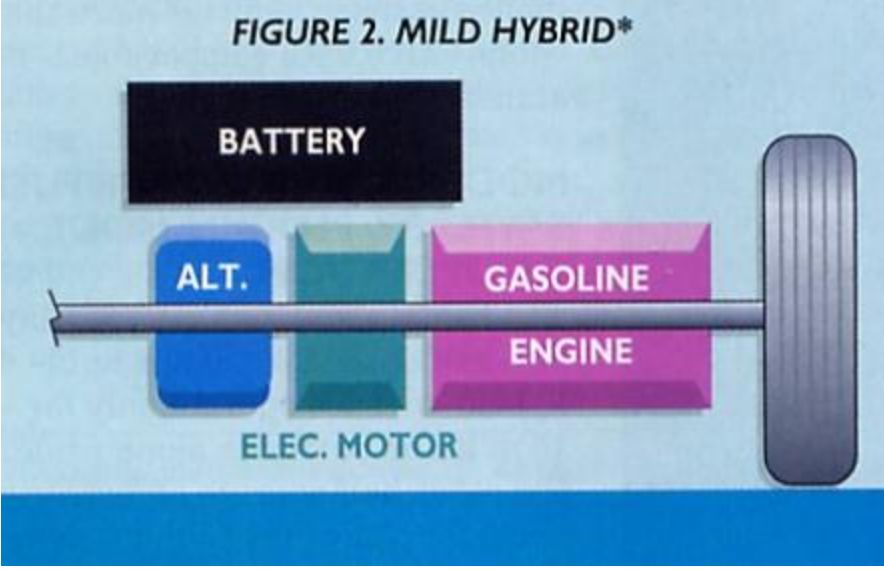 FIGURE 2. MILD HYBRID*
BATTERY
ALT.
GASOLINE
ENGINE
ELEC. MOTOR